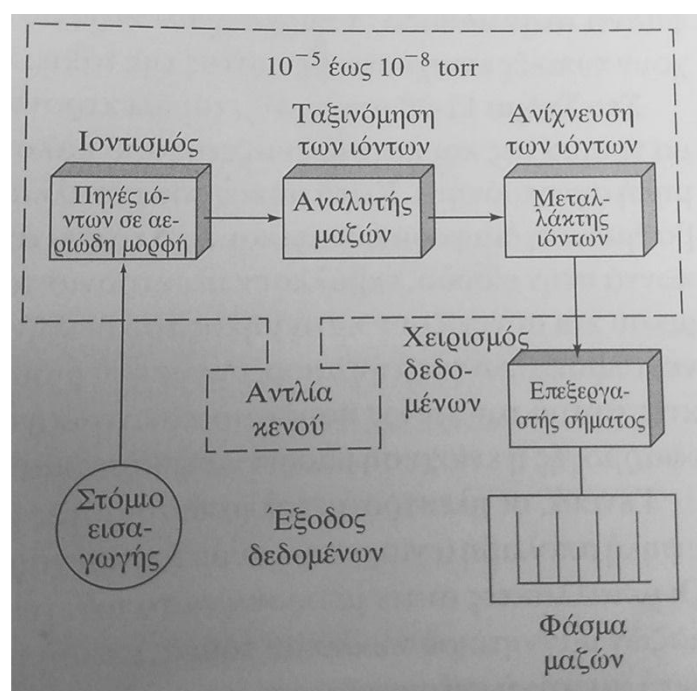 10⁻⁵ έως 10⁻⁸ torr
Ιοντισμός
Πηγές ιό-
ντων σε αε-
ριώδη μορφή
Ταξινόμηση
των ιόντων
Αναλυτής
μαζών
Ανίχνευση
των ιόντων
Μεταλ-
λάκτης
ιόντων
Χειρισμός
δεδο-
μένων
Επεξεργα-
στής σήματος
Αντλία
κενού
Στόμιο
εισα-
γωγής
Έξοδος
δεδομένων
Φάσμα
μαζών